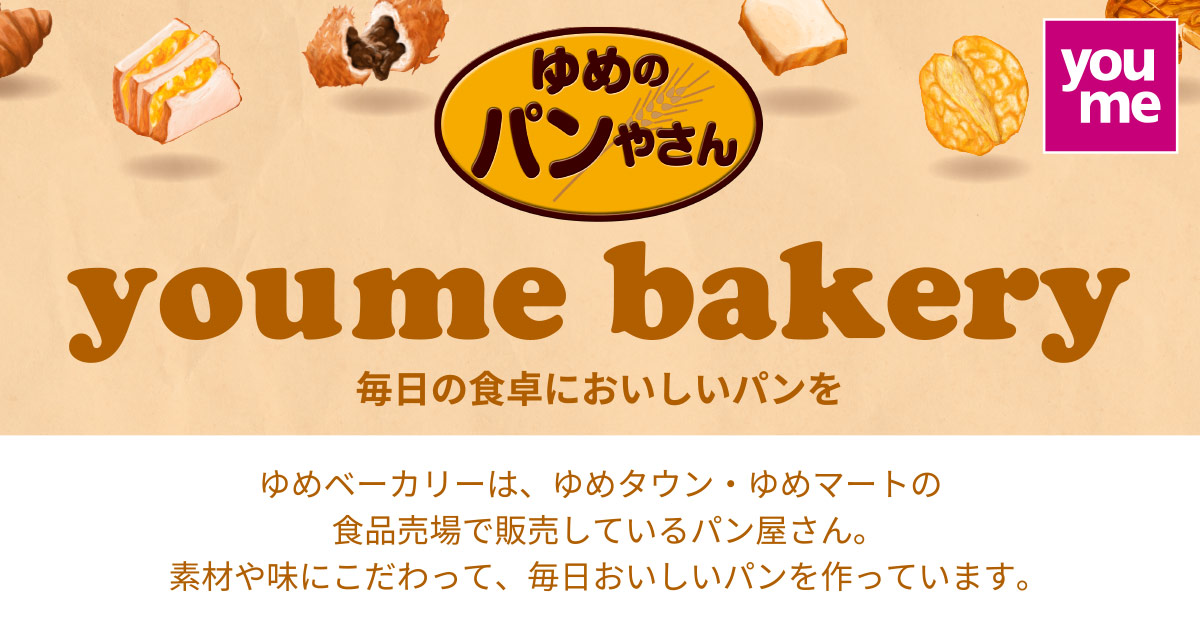 ゆめの
パンやさん
you
me
youme bakery
毎日の食卓においしいパンを
ゆめベーカリーは、ゆめタウン・ゆめマートの
食品売場で販売しているパン屋さん。
素材や味にこだわって、毎日おいしいパンを作っています。